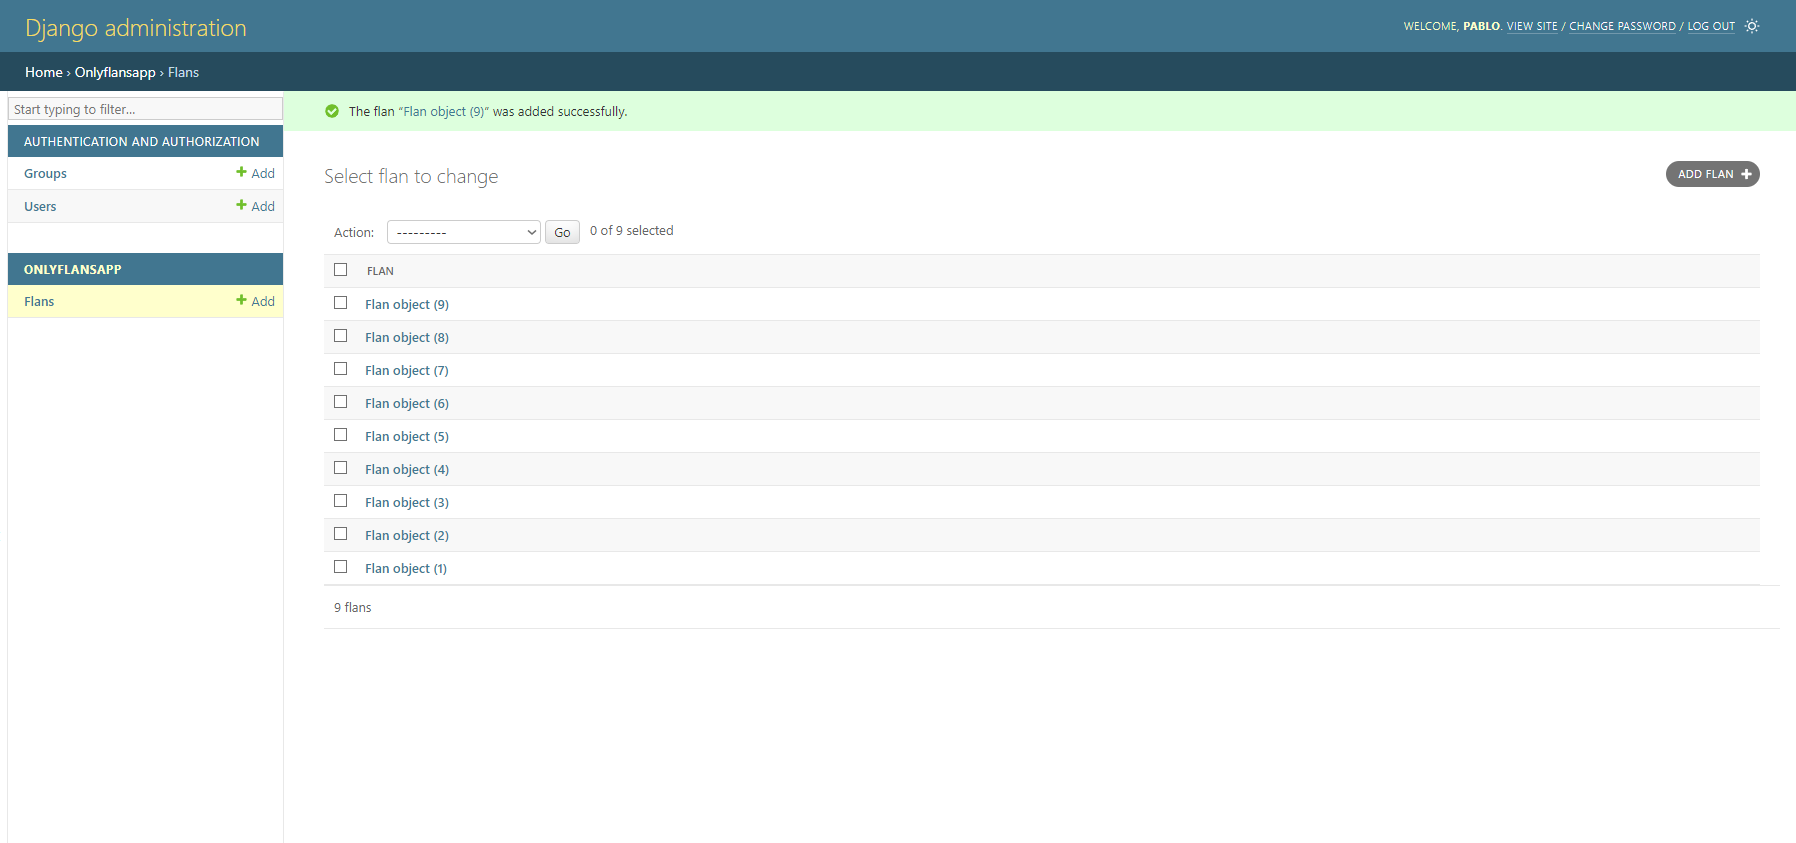 Django administration
WELCOME, PABLO. VIEW SITE / CHANGE PASSWORD / LOG OUT
Home › Onlyflansapp › Flans
Start typing to filter...
AUTHENTICATION AND AUTHORIZATION
Groups Add
Users Add
ONLYFLANSAPP
Flans Add
The flan “Flan object (9)” was added successfully.
Select flan to change
ADD FLAN
Action: --------- Go 0 of 9 selected
FLAN
Flan object (9)
Flan object (8)
Flan object (7)
Flan object (6)
Flan object (5)
Flan object (4)
Flan object (3)
Flan object (2)
Flan object (1)
9 flans